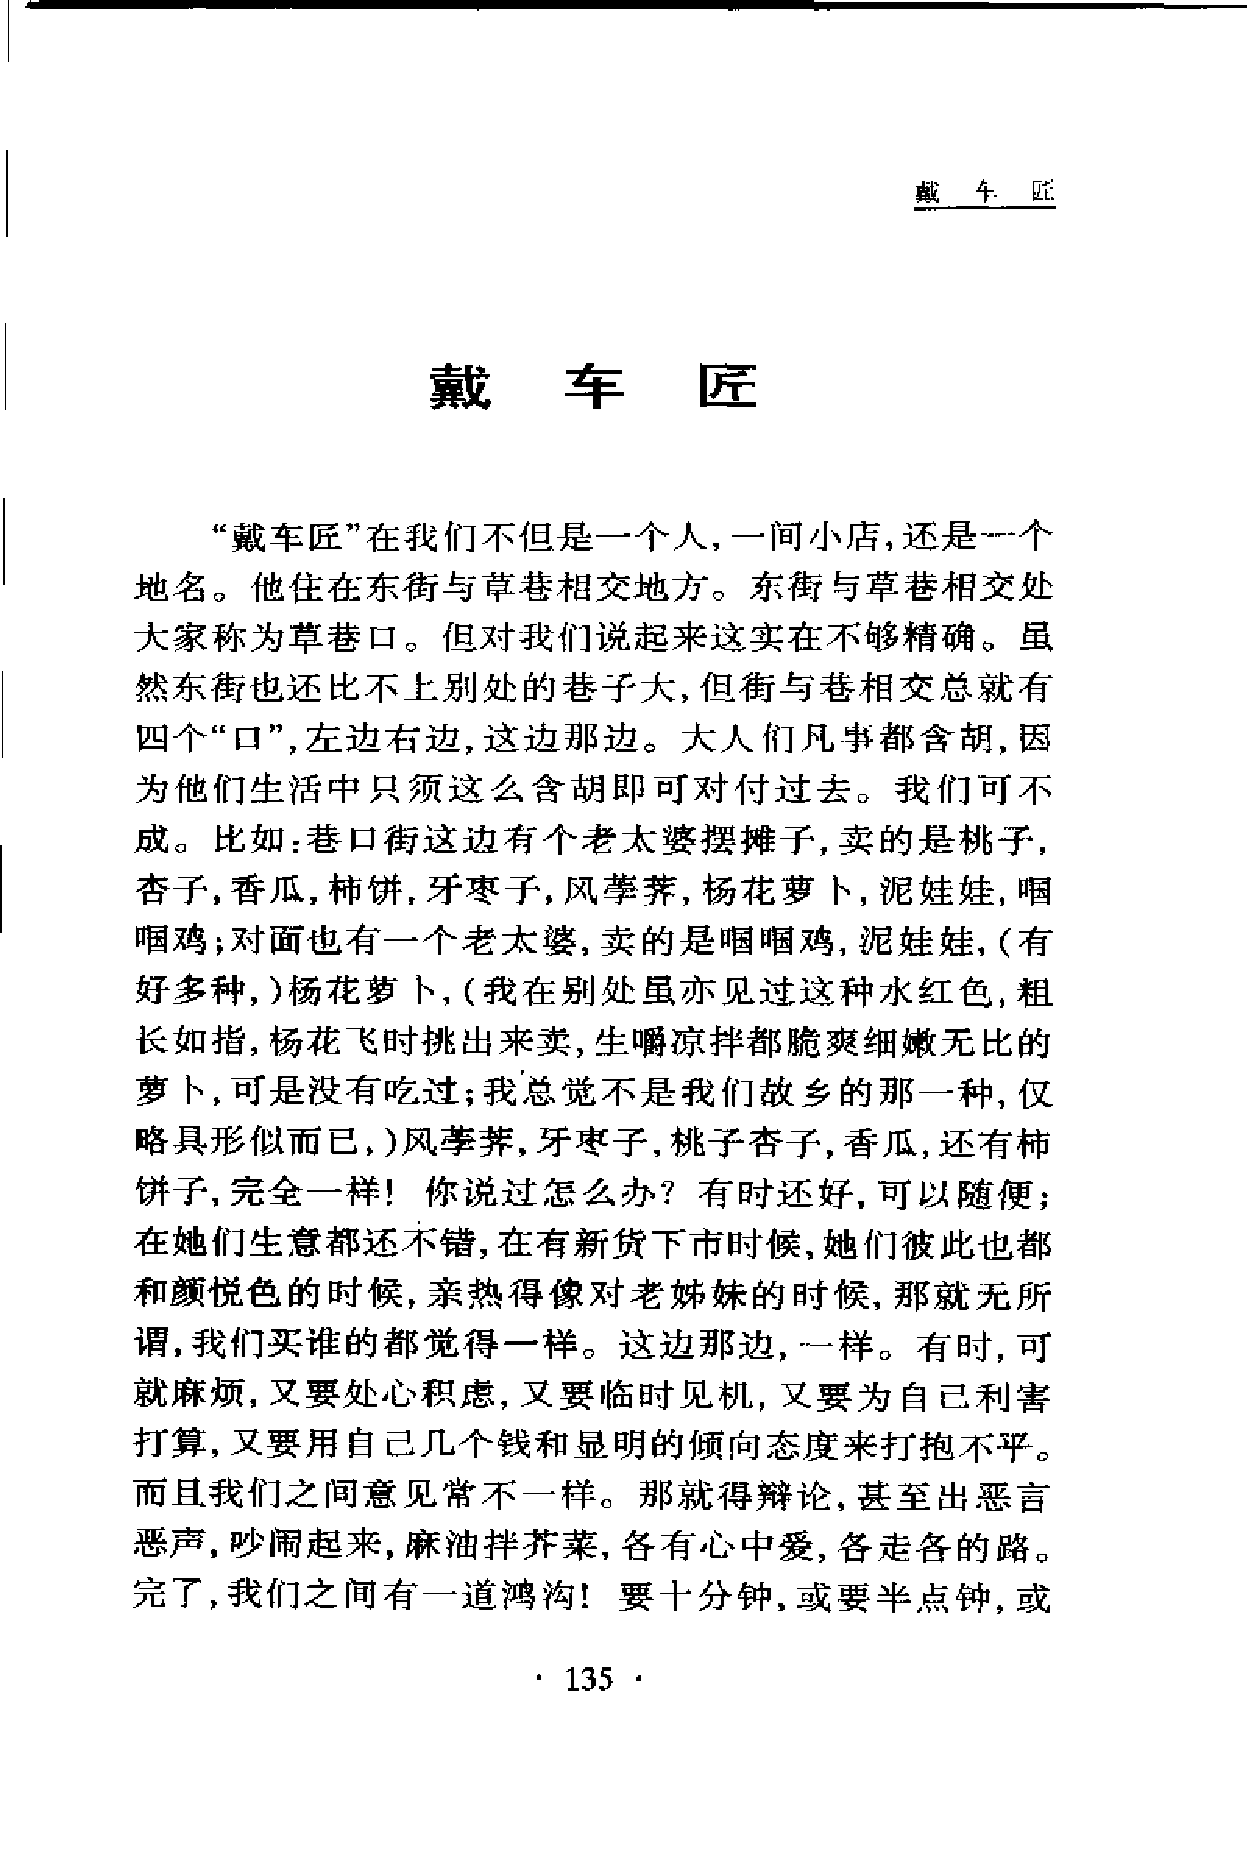 戴 车 匠
戴 车 匠
“戴车匠”在我们不但是一个人,一间小店,还是一个
地名。他住在东街与草巷相交地方。东街与草巷相交处
大家称为草巷口。但对我们说起来这实在不够精确。虽
然东街也还比不上别处的巷子大,但街与巷相交总就有
四个“口”,左边右边,这边那边。大人们凡事都含胡,因
为他们生活中只须这么含胡即可对付过去。我们可不
成。比如:巷口街这边有个老太婆摆摊子,卖的是桃子,
杏子,香瓜,柿饼,牙枣子,风荸荠,杨花萝卜,泥娃娃,啯
啯鸡;对面也有一个老太婆,卖的是啯啯鸡,泥娃娃,(有
好多种,)杨花萝卜,(我在别处虽亦见过这种水红色,粗
长如指,杨花飞时挑出来卖,生嚼凉拌都脆爽细嫩无比的
萝卜,可是没有吃过;我总觉不是我们故乡的那一种,仅
略具形似而已,)风荸荠,牙枣子,桃子杏子,香瓜,还有柿
饼子,完全一样! 你说过怎么办? 有时还好,可以随便;
在她们生意都还不错,在有新货下市时候,她们彼此也都
和颜悦色的时候,亲热得像对老姊妹的时候,那就无所
谓,我们买谁的都觉得一样。这边那边,一样。有时,可
就麻烦,又要处心积虑,又要临时见机,又要为自己利害
打算,又要用自己几个钱和显明的倾向态度来打抱不平。
而且我们之间意见常不一样。那就得辩论,甚至出恶言
恶声,吵闹起来,麻油拌芥菜,各有心中爱,各走各的路。
完了,我们之间有一道鸿沟! 要十分钟,或要半点钟,或
· 135 ·